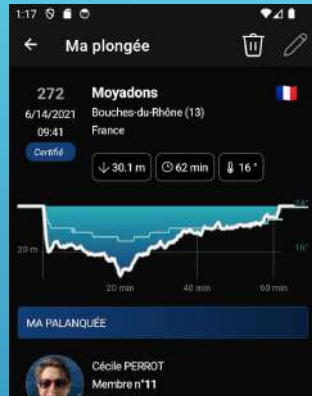 1:17
Ma plongée
272
6/14/2021
09:41
Certifié
Moyadons
Bouches-du-Rhône (13)
France
30.1 m
62 min
16 °
24°
20 m
16°
20 min
40 min
60 min
MA PALANQUÉE
Cécile PERROT
Membre n°11